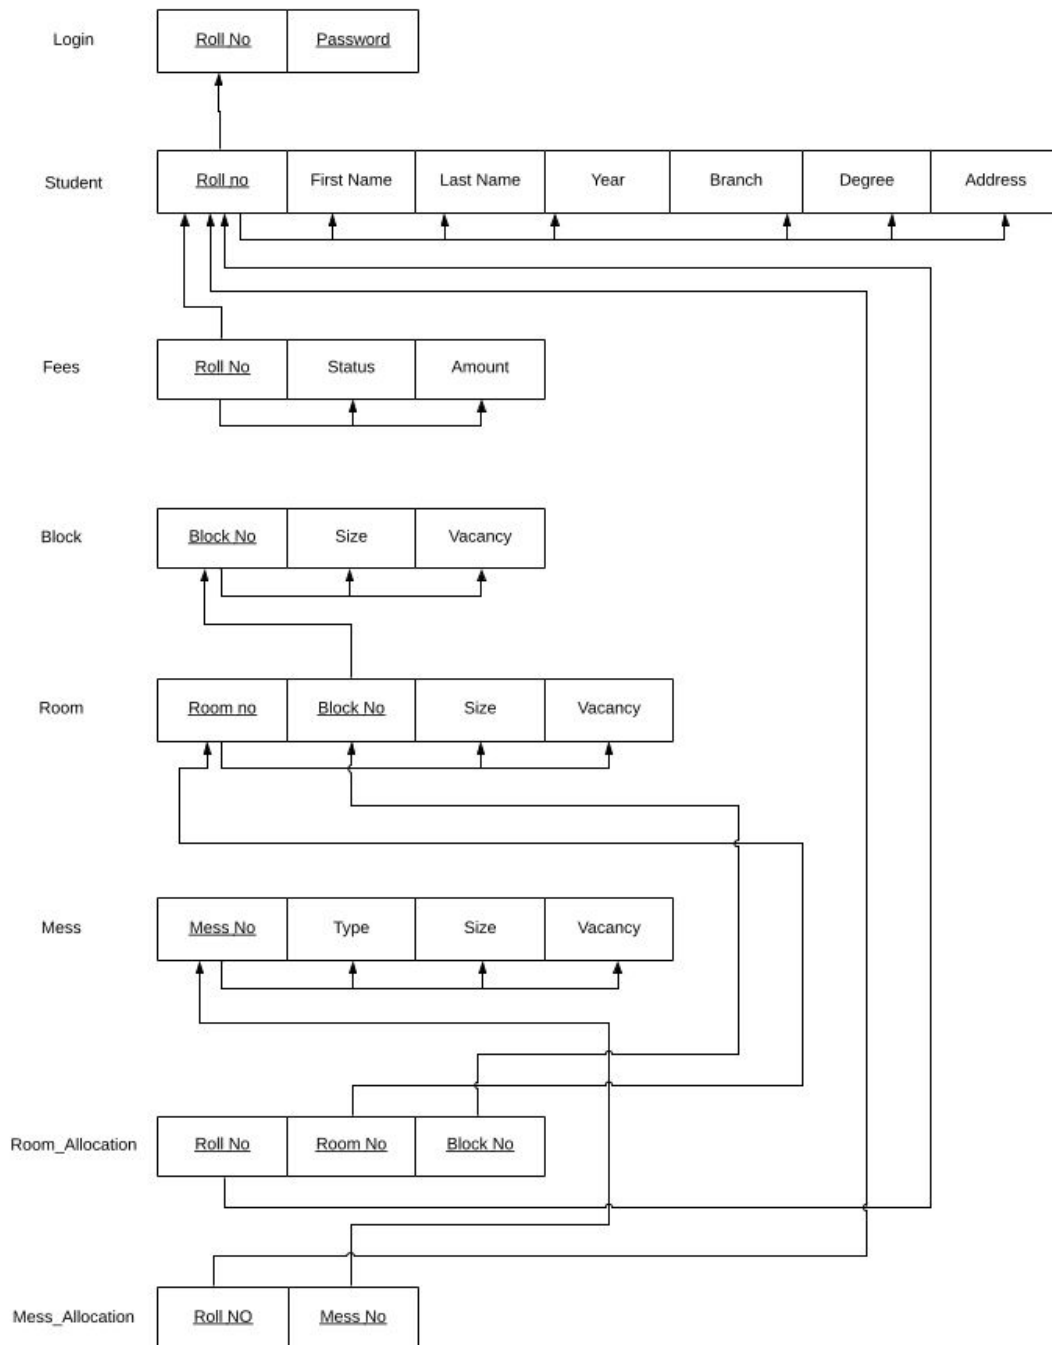 Login
Roll No
Password
Student
Roll no
First Name
Last Name
Year
Branch
Degree
Address
Fees
Roll No
Status
Amount
Block
Block No
Size
Vacancy
Room
Room no
Block No
Size
Vacancy
Mess
Mess No
Type
Size
Vacancy
Room_Allocation
Roll No
Room No
Block No
Mess_Allocation
Roll NO
Mess No